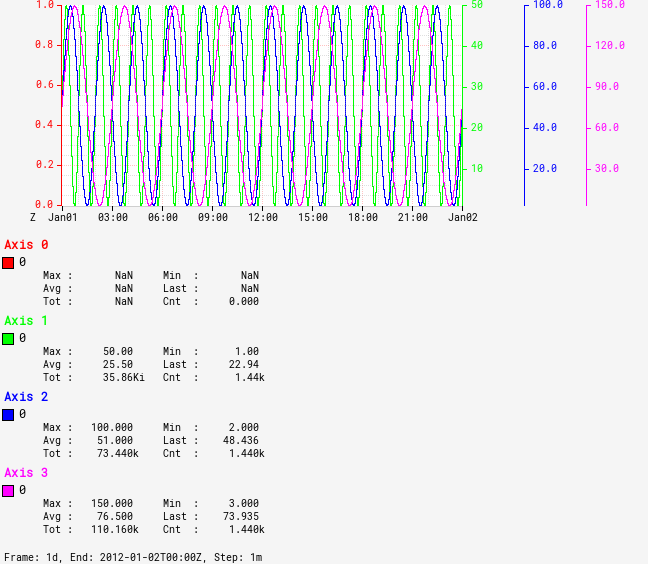 1.0 50 100.0 150.0
0.8 40 80.0 120.0
0.6 30 60.0 90.0
0.4 20 40.0 60.0
0.2 10 20.0 30.0
0.0
Z Jan01 03:00 06:00 09:00 12:00 15:00 18:00 21:00 Jan02
Axis 0
0
Max : NaN Min : NaN
Avg : NaN Last : NaN
Tot : NaN Cnt : 0.000
Axis 1
0
Max : 50.00 Min : 1.00
Avg : 25.50 Last : 22.94
Tot : 35.86Ki Cnt : 1.44k
Axis 2
0
Max : 100.000 Min : 2.000
Avg : 51.000 Last : 48.436
Tot : 73.440k Cnt : 1.440k
Axis 3
0
Max : 150.000 Min : 3.000
Avg : 76.500 Last : 73.935
Tot : 110.160k Cnt : 1.440k
Frame: 1d, End: 2012-01-02T00:00Z, Step: 1m